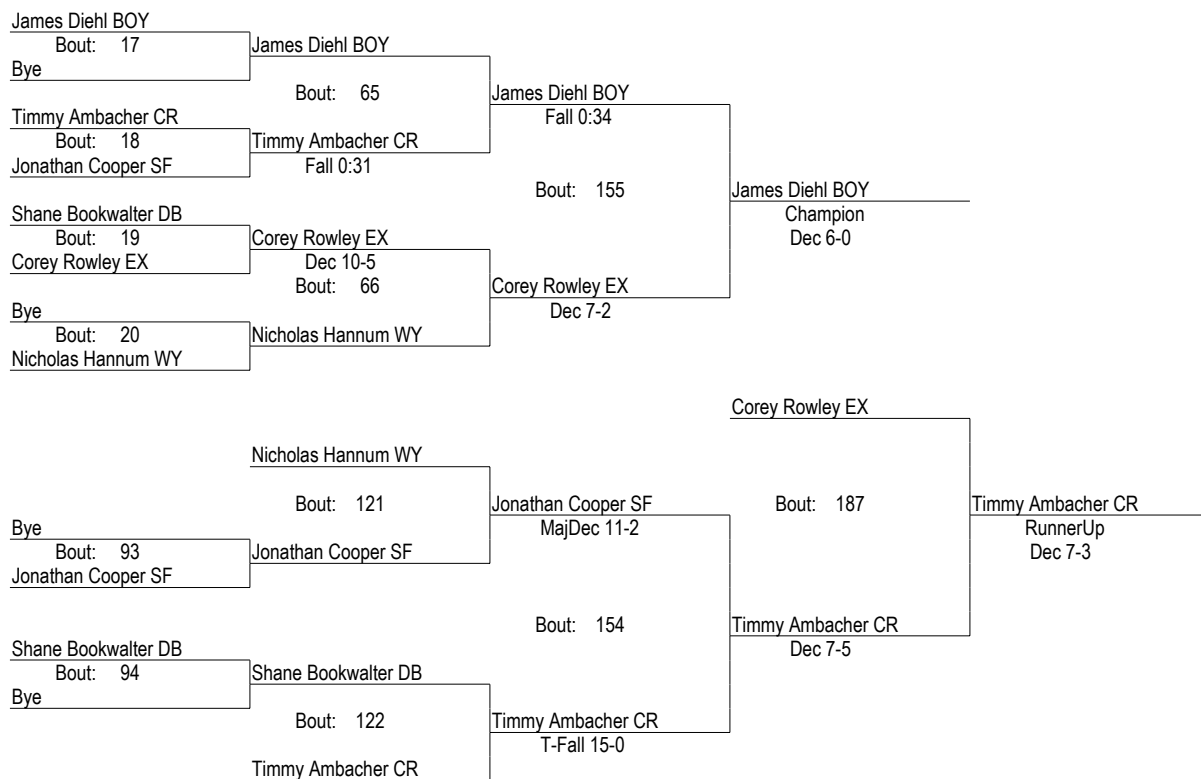 James Diehl BOY
Bout: 17
James Diehl BOY
Bye
Bout: 65
James Diehl BOY
Fall 0:34
Timmy Ambacher CR
Bout: 18
Timmy Ambacher CR
Fall 0:31
Jonathan Cooper SF
Bout: 155
James Diehl BOY
Champion
Dec 6-0
Shane Bookwalter DB
Bout: 19
Corey Rowley EX
Dec 10-5
Corey Rowley EX
Bout: 66
Corey Rowley EX
Dec 7-2
Bye
Bout: 20
Nicholas Hannum WY
Nicholas Hannum WY
Corey Rowley EX
Nicholas Hannum WY
Bout: 121
Jonathan Cooper SF
MajDec 11-2
Bout: 187
Timmy Ambacher CR
RunnerUp
Dec 7-3
Bye
Bout: 93
Jonathan Cooper SF
Jonathan Cooper SF
Bout: 154
Timmy Ambacher CR
Dec 7-5
Shane Bookwalter DB
Bout: 94
Shane Bookwalter DB
Bye
Bout: 122
Timmy Ambacher CR
T-Fall 15-0
Timmy Ambacher CR